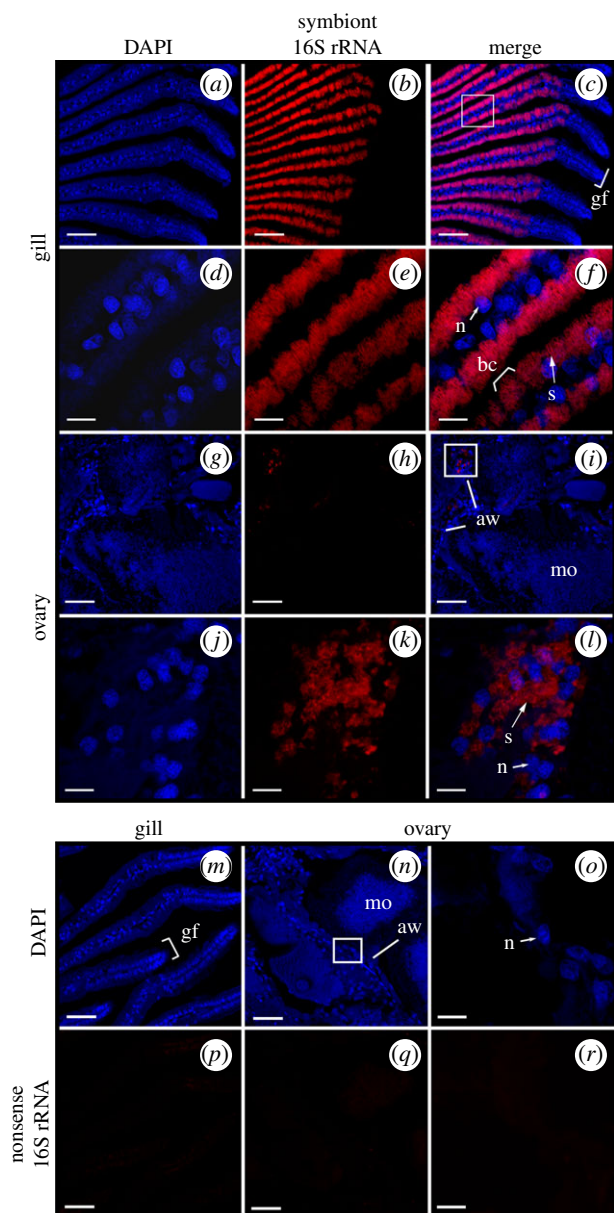 symbiont
DAPI 16S rRNA merge
(a) (b) (c)
gf
gill
(d) (e) (f)
n
bc
s
(g) (h) (i)
aw
mo
ovary
(j) (k) (l)
s
n
gill ovary
(m) (n) (o)
DAPI
gf
mo
aw
n
(p) (q) (r)
nonsense
16S rRNA